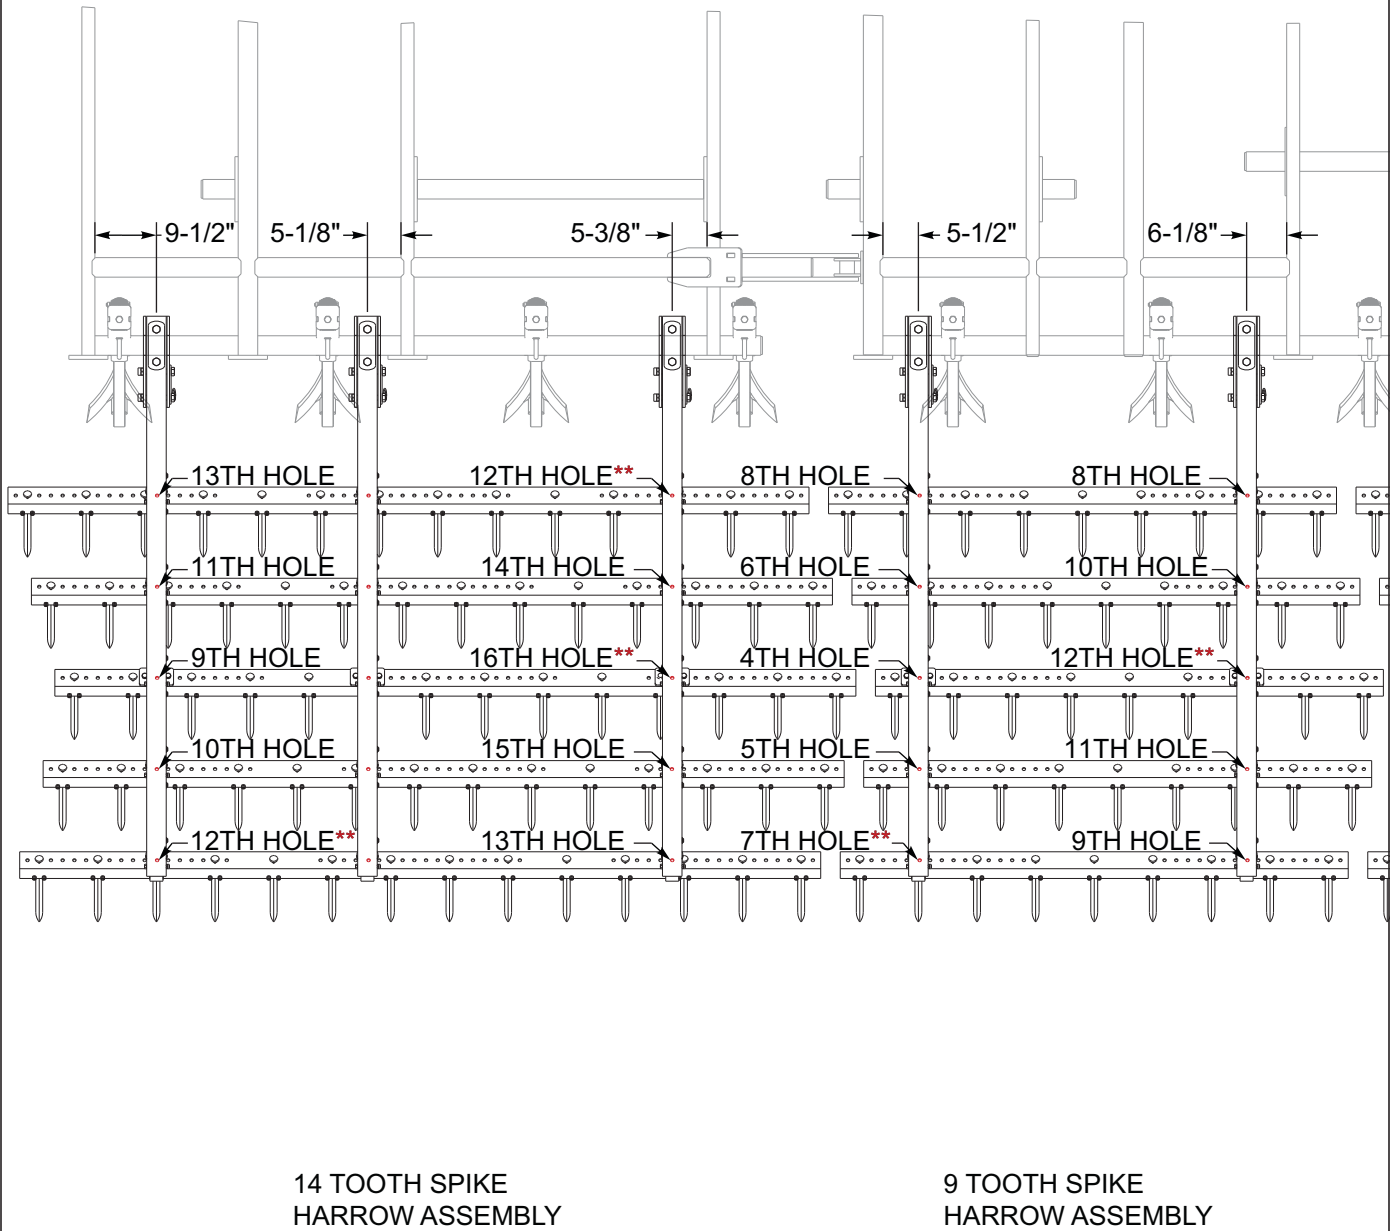 9-1/2" 5-1/8" 5-3/8" 5-1/2" 6-1/8"
13TH HOLE 12TH HOLE** 8TH HOLE 8TH HOLE
11TH HOLE 14TH HOLE 6TH HOLE 10TH HOLE
9TH HOLE 16TH HOLE** 4TH HOLE 12TH HOLE**
10TH HOLE 15TH HOLE 5TH HOLE 11TH HOLE
12TH HOLE** 13TH HOLE 7TH HOLE** 9TH HOLE
14 TOOTH SPIKE
HARROW ASSEMBLY
9 TOOTH SPIKE
HARROW ASSEMBLY